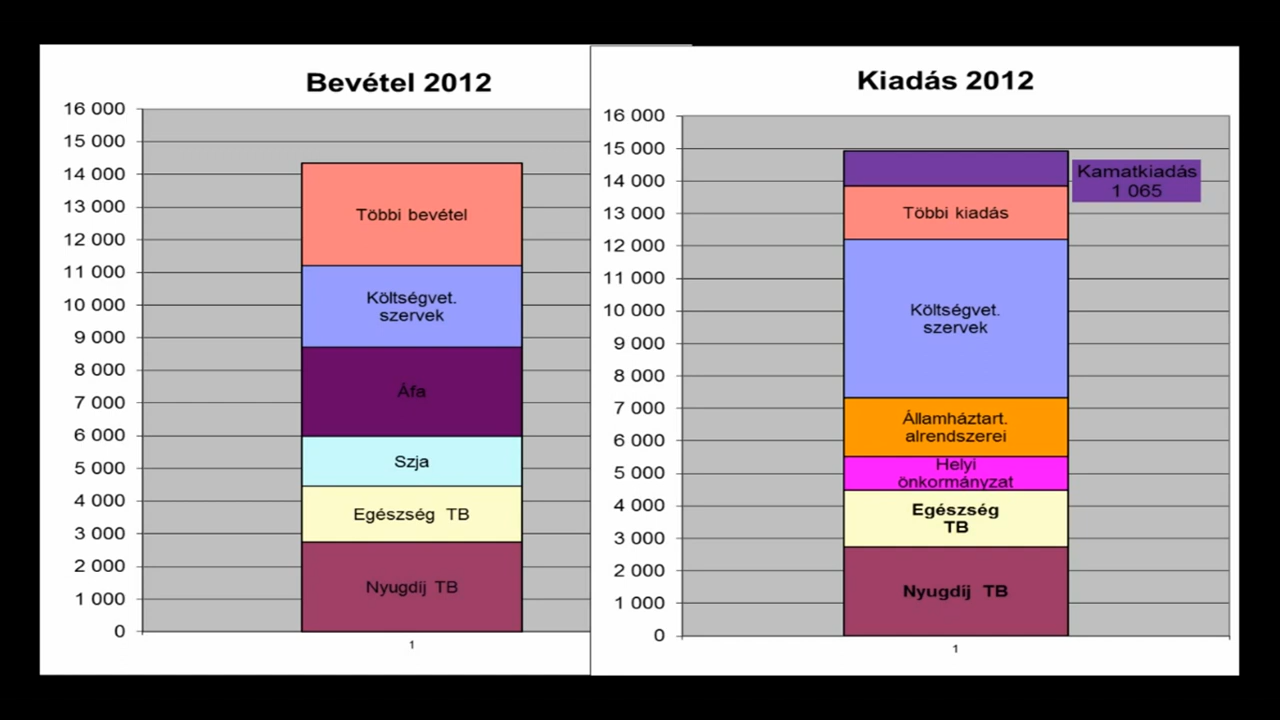 Bevétel 2012
16 000
15 000
14 000
13 000
12 000
11 000
10 000
9 000
8 000
7 000
6 000
5 000
4 000
3 000
2 000
1 000
0
Többi bevétel
Költségvet.
szervek
Áfa
Szja
Egészség TB
Nyugdíj TB
1
Kiadás 2012
16 000
15 000
14 000
13 000
12 000
11 000
10 000
9 000
8 000
7 000
6 000
5 000
4 000
3 000
2 000
1 000
0
Kamatkiadás
1 065
Többi kiadás
Költségvet.
szervek
Államháztart.
alrendszerei
Helyi
önkormányzat
Egészség
TB
Nyugdíj TB
1